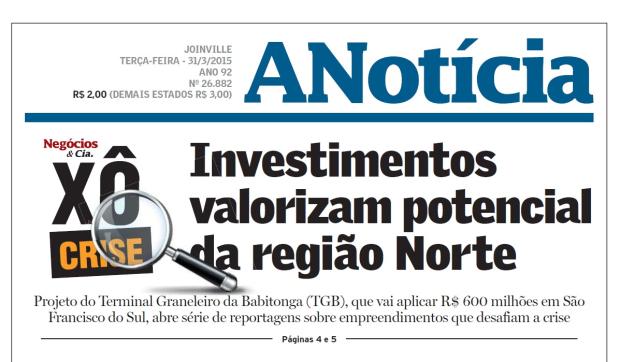 JOINVILLE
TERÇA-FEIRA - 31/3/2015
ANO 92
Nº 26.882
R$ 2,00 (DEMAIS ESTADOS R$ 3,00)
ANotícia
Negócios
& Cia.
XÔ
CRISE
Investimentos
valorizam potencial
da região Norte
Projeto do Terminal Graneleiro da Babitonga (TGB), que vai aplicar R$ 600 milhões em São
Francisco do Sul, abre série de reportagens sobre empreendimentos que desafiam a crise
Páginas 4 e 5